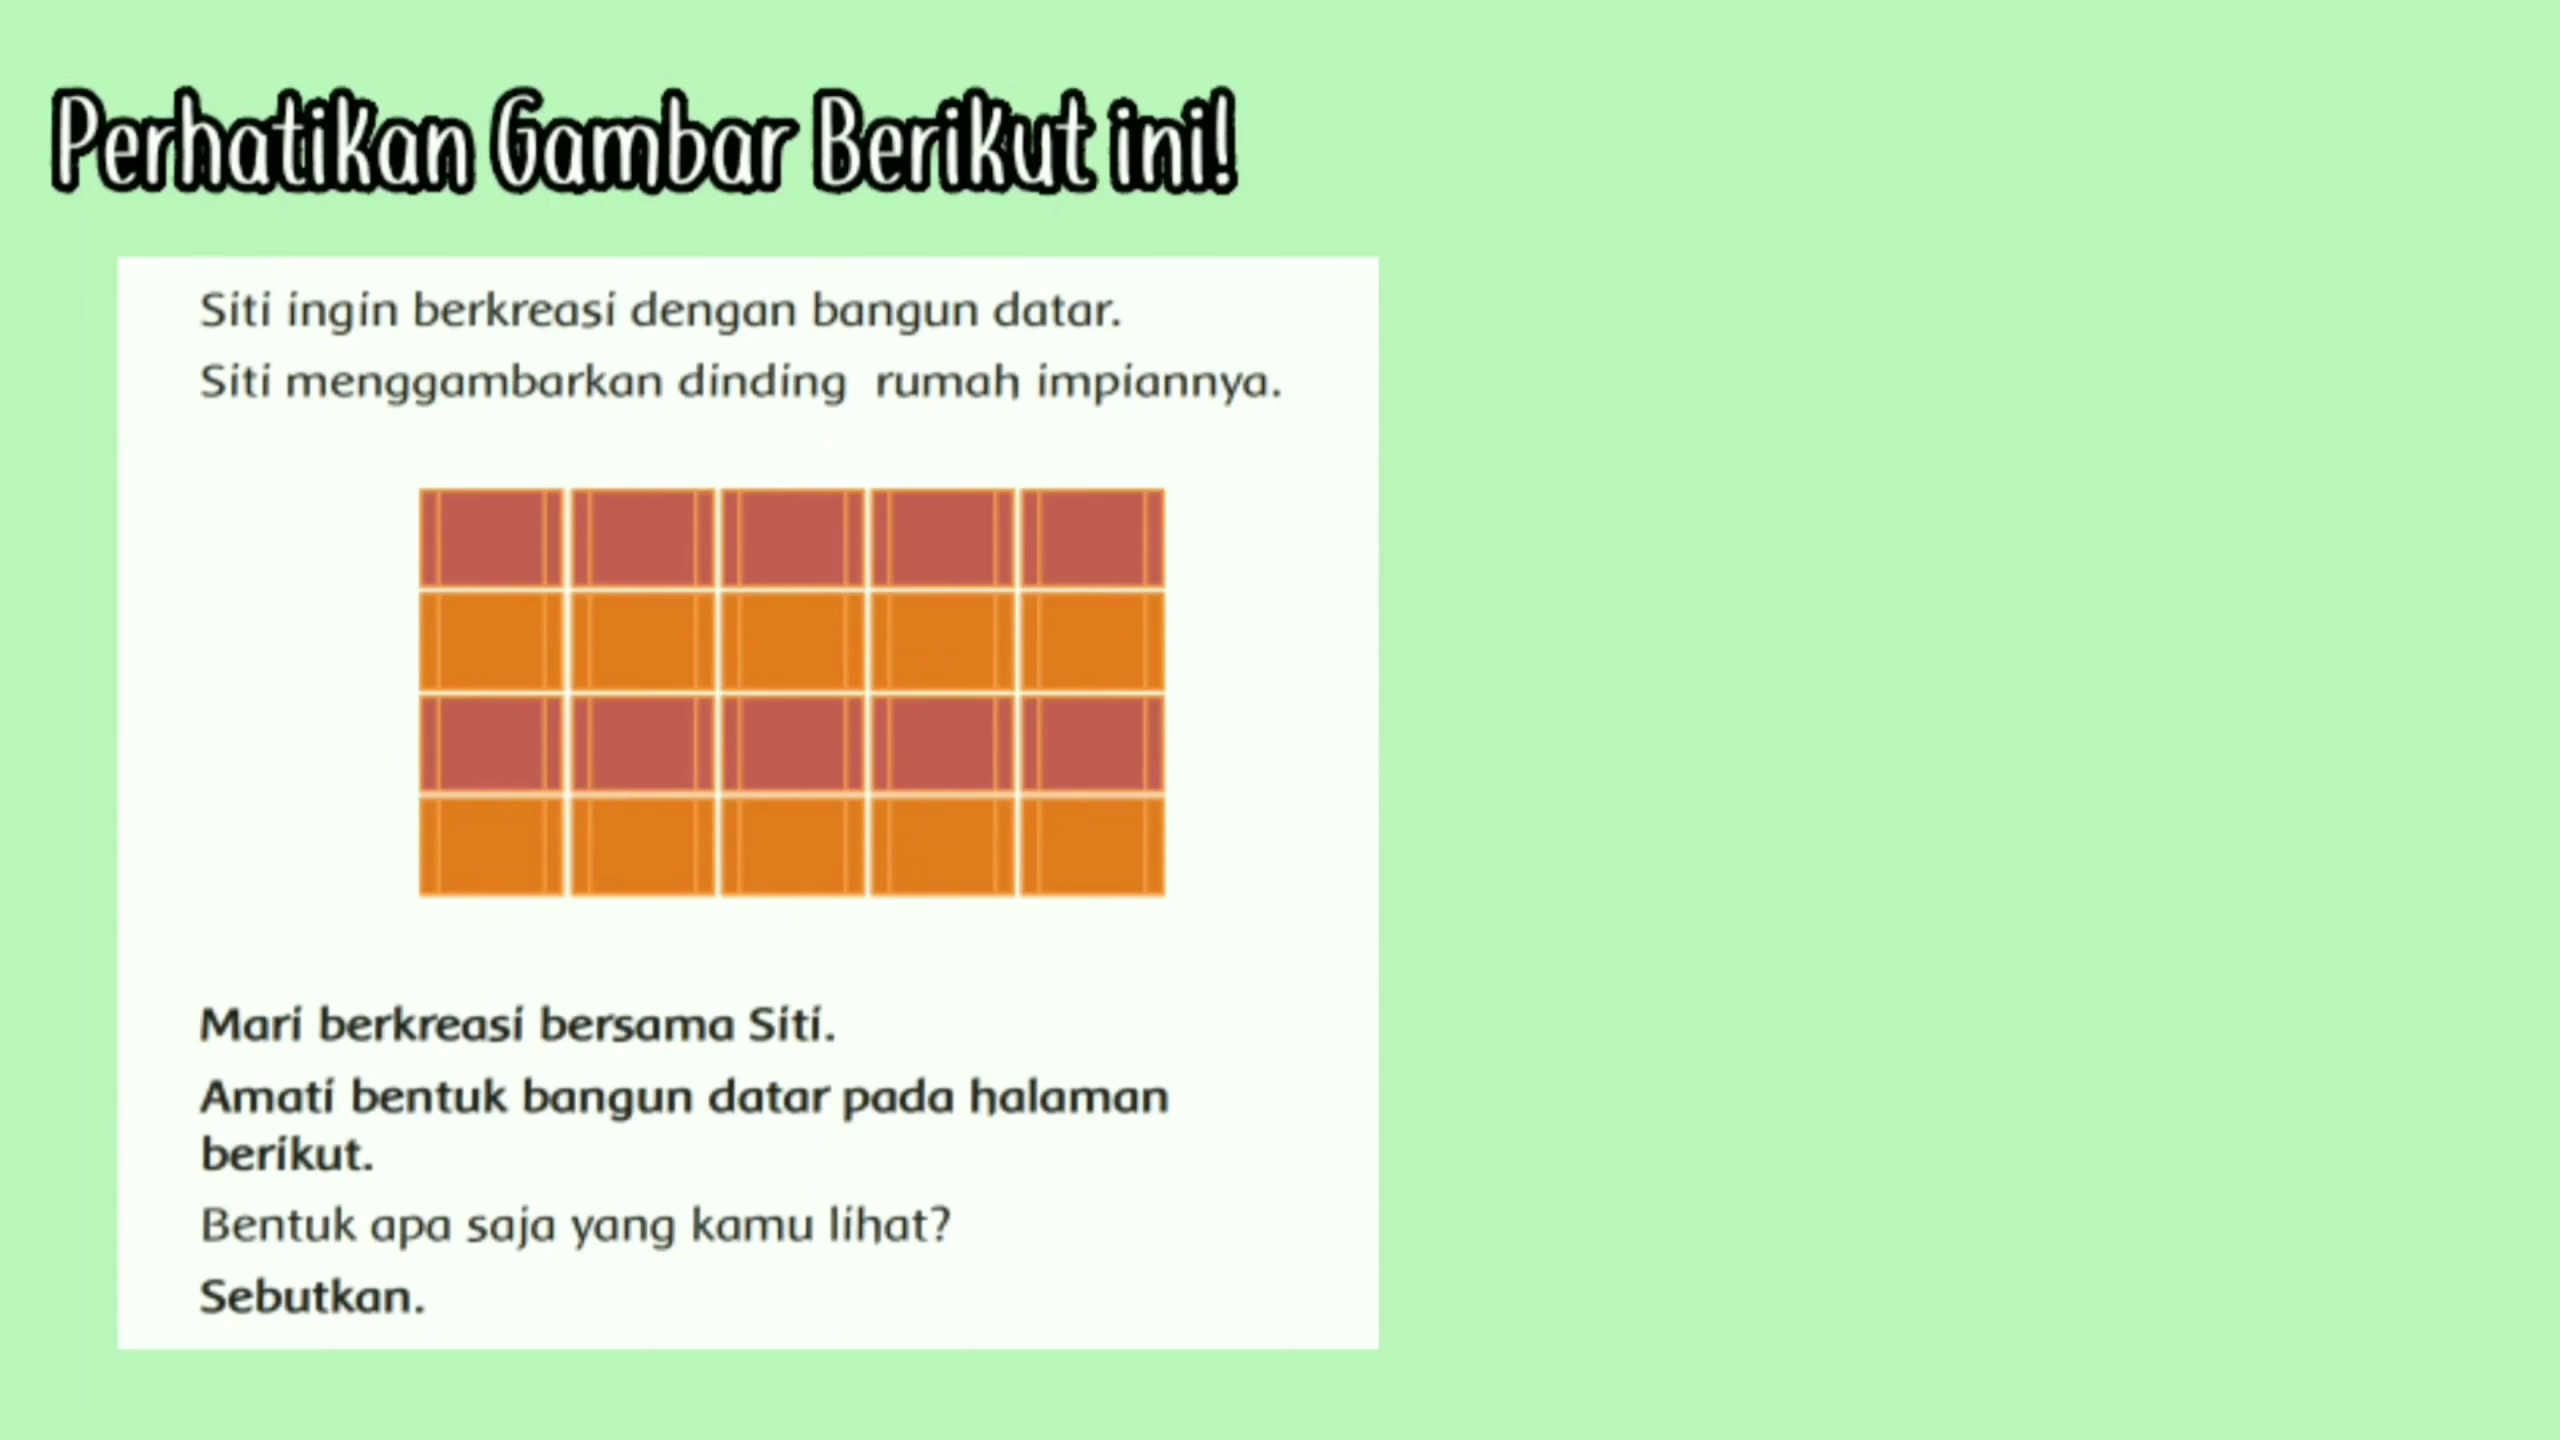 Perhatikan Gambar Berikut ini!
Siti ingin berkreasi dengan bangun datar.
Siti menggambarkan dinding rumah impiannya.
Mari berkreasi bersama Siti.
Amati bentuk bangun datar pada halaman
berikut.
Bentuk apa saja yang kamu lihat?
Sebutkan.